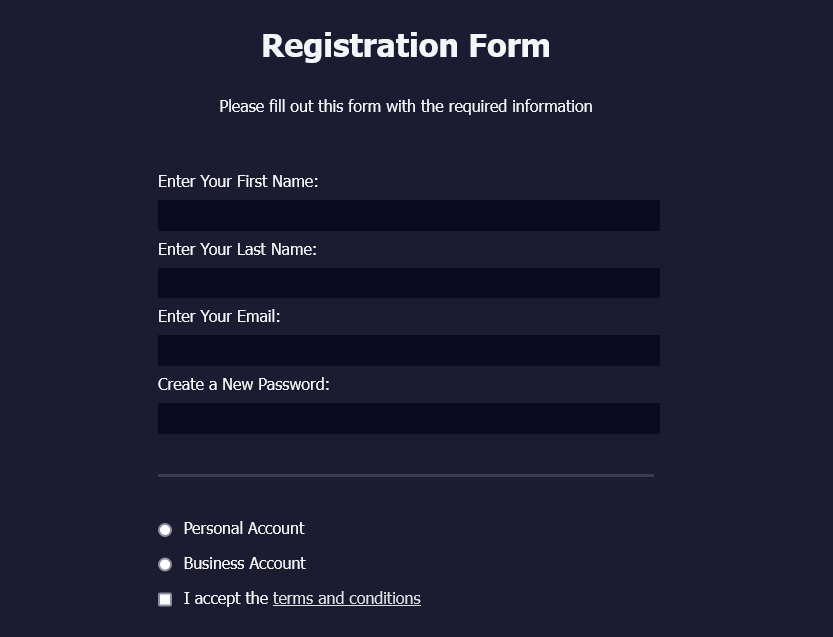 Registration Form
Please fill out this form with the required information
Enter Your First Name:
Enter Your Last Name:
Enter Your Email:
Create a New Password:
Personal Account
Business Account
I accept the terms and conditions